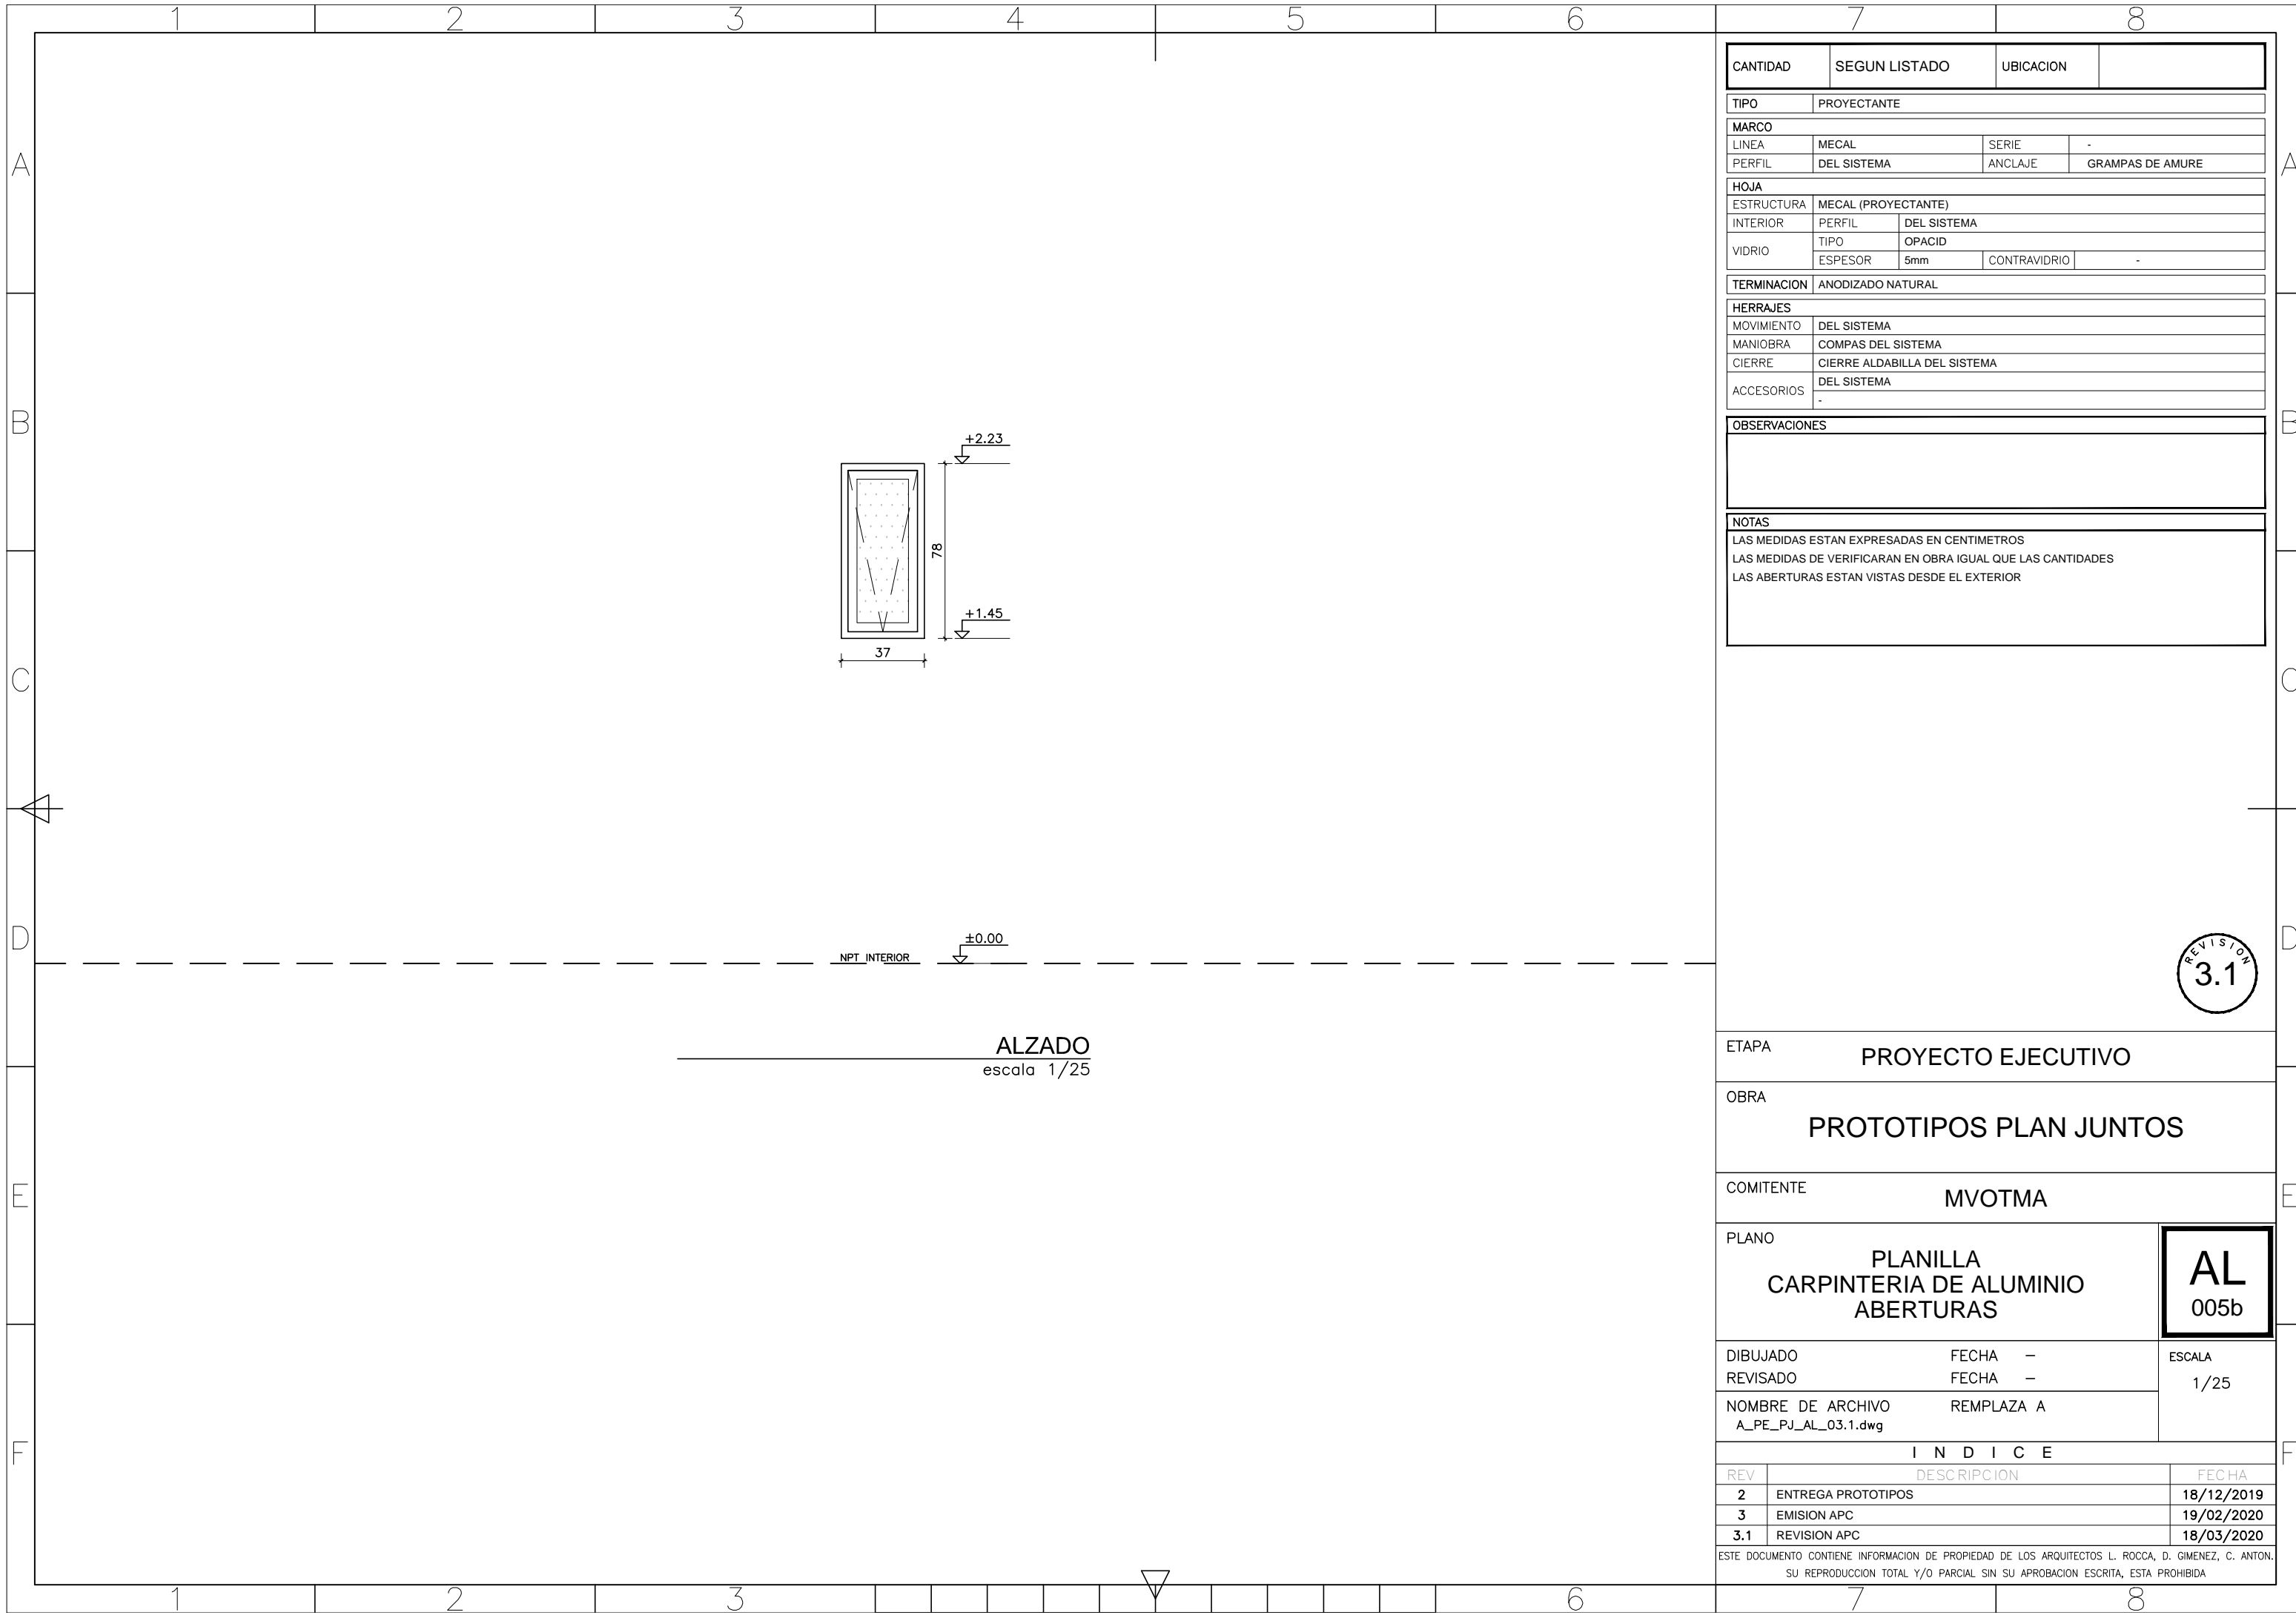 1 2 3 4 5 6 7 8
A A
B B
C C
D D
E E
F F
+2.23
78
+1.45
37
±0.00
NPT INTERIOR
ALZADO
escala 1/25
CANTIDAD SEGUN LISTADO UBICACION
TIPO PROYECTANTE
MARCO
LINEA MECAL SERIE -
PERFIL DEL SISTEMA ANCLAJE GRAMPAS DE AMURE
HOJA
ESTRUCTURA MECAL (PROYECTANTE)
INTERIOR PERFIL DEL SISTEMA
VIDRIO TIPO OPACID
ESPESOR 5mm CONTRAVIDRIO -
TERMINACION ANODIZADO NATURAL
HERRAJES
MOVIMIENTO DEL SISTEMA
MANIOBRA COMPAS DEL SISTEMA
CIERRE CIERRE ALDABILLA DEL SISTEMA
ACCESORIOS DEL SISTEMA
-
OBSERVACIONES
NOTAS
LAS MEDIDAS ESTAN EXPRESADAS EN CENTIMETROS
LAS MEDIDAS DE VERIFICARAN EN OBRA IGUAL QUE LAS CANTIDADES
LAS ABERTURAS ESTAN VISTAS DESDE EL EXTERIOR
REVISION
3.1
ETAPA PROYECTO EJECUTIVO
OBRA
PROTOTIPOS PLAN JUNTOS
COMITENTE MVOTMA
PLANO
PLANILLA
CARPINTERIA DE ALUMINIO
ABERTURAS
AL
005b
DIBUJADO FECHA –
REVISADO FECHA –
ESCALA
1/25
NOMBRE DE ARCHIVO REMPLAZA A
A_PE_PJ_AL_03.1.dwg
I N D I C E
REV DESCRIPCION FECHA
2 ENTREGA PROTOTIPOS 18/12/2019
3 EMISION APC 19/02/2020
3.1 REVISION APC 18/03/2020
ESTE DOCUMENTO CONTIENE INFORMACION DE PROPIEDAD DE LOS ARQUITECTOS L. ROCCA, D. GIMENEZ, C. ANTON.
SU REPRODUCCION TOTAL Y/O PARCIAL SIN SU APROBACION ESCRITA, ESTA PROHIBIDA
1 2 3 6 7 8